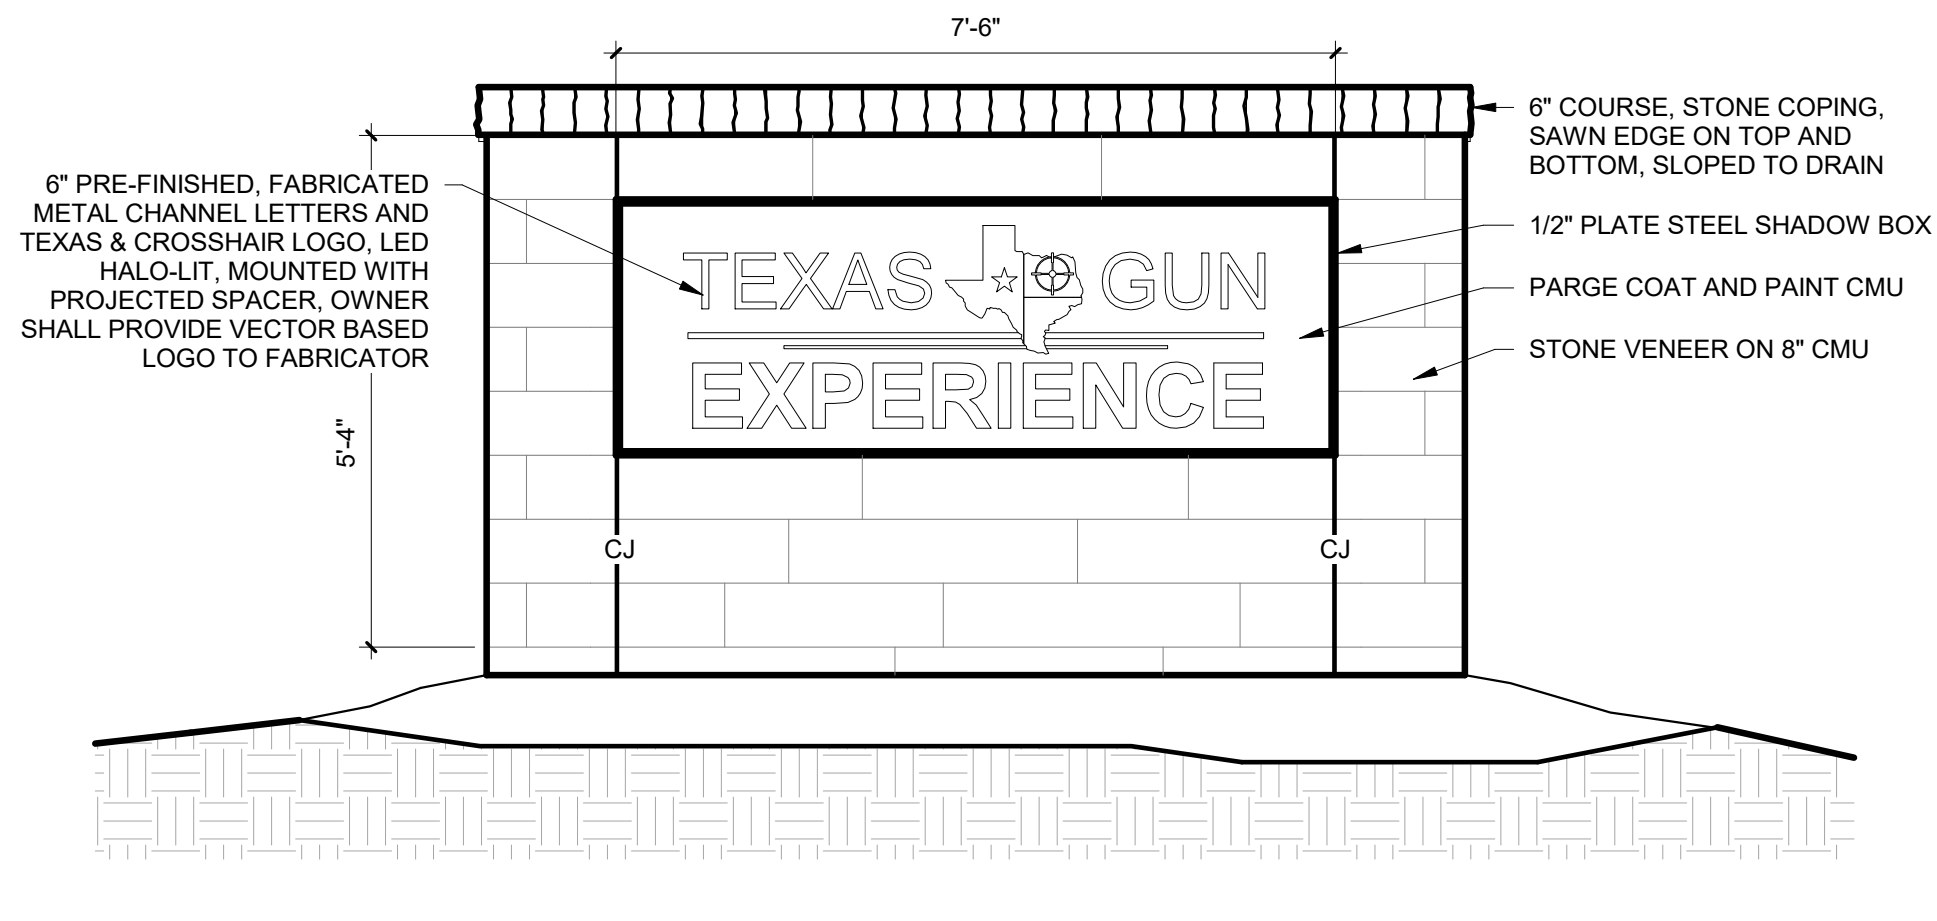 7'-6"
6" COURSE, STONE COPING,
SAWN EDGE ON TOP AND
BOTTOM, SLOPED TO DRAIN
6" PRE-FINISHED, FABRICATED
METAL CHANNEL LETTERS AND
TEXAS & CROSSHAIR LOGO, LED
HALO-LIT, MOUNTED WITH
PROJECTED SPACER, OWNER
SHALL PROVIDE VECTOR BASED
LOGO TO FABRICATOR
1/2" PLATE STEEL SHADOW BOX
TEXAS GUN
EXPERIENCE
PARGE COAT AND PAINT CMU
STONE VENEER ON 8" CMU
5'-4"
CJ
CJ